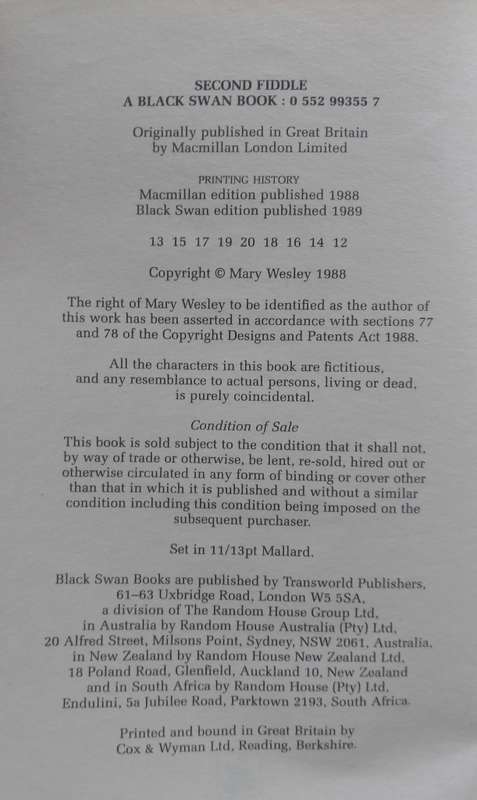 SECOND FIDDLE
A BLACK SWAN BOOK : 0 552 99355 7
Originally published in Great Britain
by Macmillan London Limited
PRINTING HISTORY
Macmillan edition published 1988
Black Swan edition published 1989
13 15 17 19 20 18 16 14 12
Copyright © Mary Wesley 1988
The right of Mary Wesley to be identified as the author of
this work has been asserted in accordance with sections 77
and 78 of the Copyright Designs and Patents Act 1988.
All the characters in this book are fictitious,
and any resemblance to actual persons, living or dead,
is purely coincidental.
Condition of Sale
This book is sold subject to the condition that it shall not,
by way of trade or otherwise, be lent, re-sold, hired out or
otherwise circulated in any form of binding or cover other
than that in which it is published and without a similar
condition including this condition being imposed on the
subsequent purchaser.
Set in 11/13pt Mallard.
Black Swan Books are published by Transworld Publishers,
61–63 Uxbridge Road, London W5 5SA,
a division of The Random House Group Ltd,
in Australia by Random House Australia (Pty) Ltd,
20 Alfred Street, Milsons Point, Sydney, NSW 2061, Australia,
in New Zealand by Random House New Zealand Ltd,
18 Poland Road, Glenfield, Auckland 10, New Zealand
and in South Africa by Random House (Pty) Ltd,
Endulini, 5a Jubilee Road, Parktown 2193, South Africa.
Printed and bound in Great Britain by
Cox & Wyman Ltd, Reading, Berkshire.